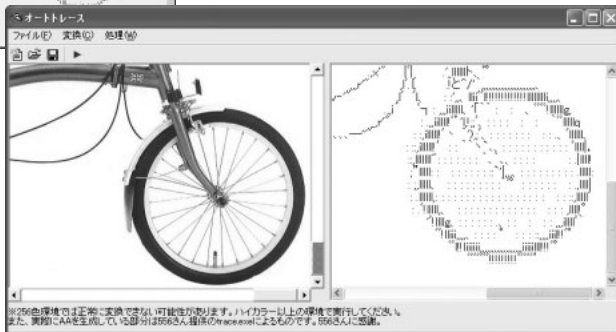 オートトレース
ファイル(F) 変換(C) 処理(W)
※256色環境では正常に変換できない可能性があります。ハイカラー以上の環境で実行してください。
また、実際にAAを生成している部分は556さん提供のtrace.exeによるものです。556さんに感謝。